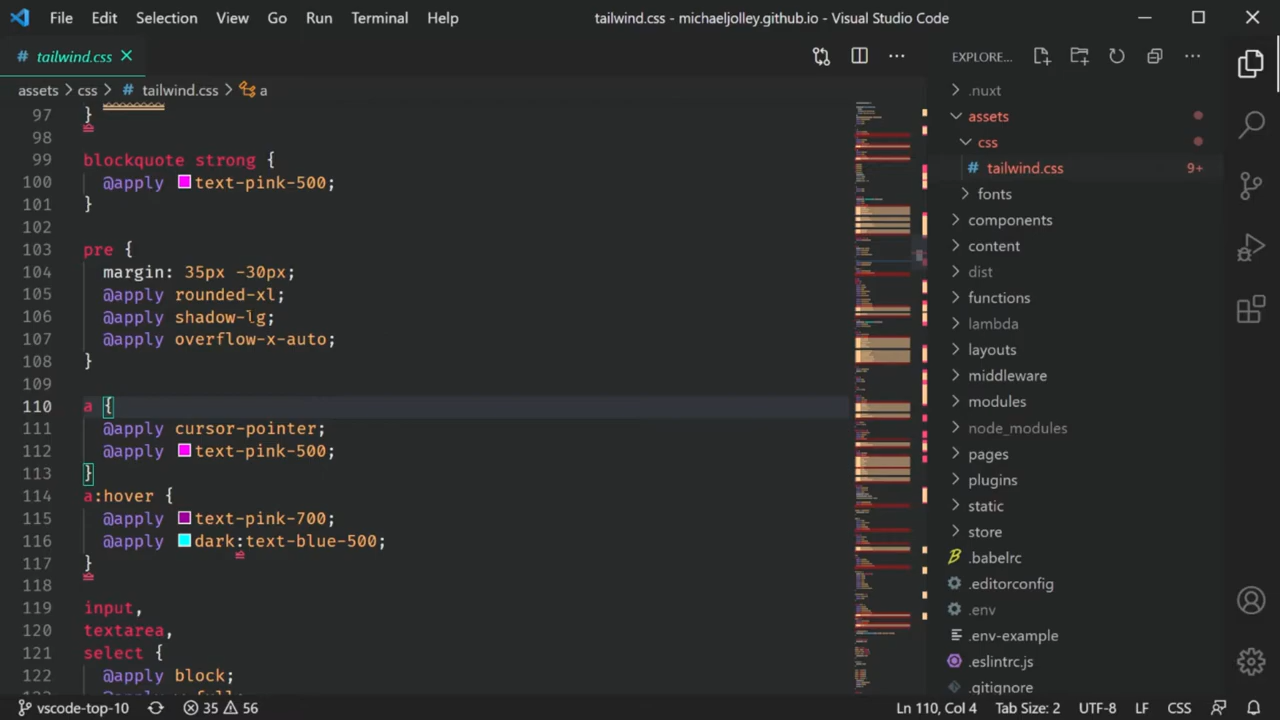 File Edit Selection View Go Run Terminal Help tailwind.css - michaeljolley.github.io - Visual Studio Code
# tailwind.css
assets > css > # tailwind.css > a
97 }
98
99 blockquote strong {
100 @apply text-pink-500;
101 }
102
103 pre {
104 margin: 35px -30px;
105 @apply rounded-xl;
106 @apply shadow-lg;
107 @apply overflow-x-auto;
108 }
109
110 a {
111 @apply cursor-pointer;
112 @apply text-pink-500;
113 }
114 a:hover {
115 @apply text-pink-700;
116 @apply dark:text-blue-500;
117 }
118
119 input,
120 textarea,
121 select {
122 @apply block;
EXPLORE...
.nuxt
assets
css
# tailwind.css 9+
fonts
components
content
dist
functions
lambda
layouts
middleware
modules
node_modules
pages
plugins
static
store
.babelrc
.editorconfig
.env
.env-example
.eslintrc.js
.gitignore
vscode-top-10 35 56 Ln 110, Col 4 Tab Size: 2 UTF-8 LF CSS